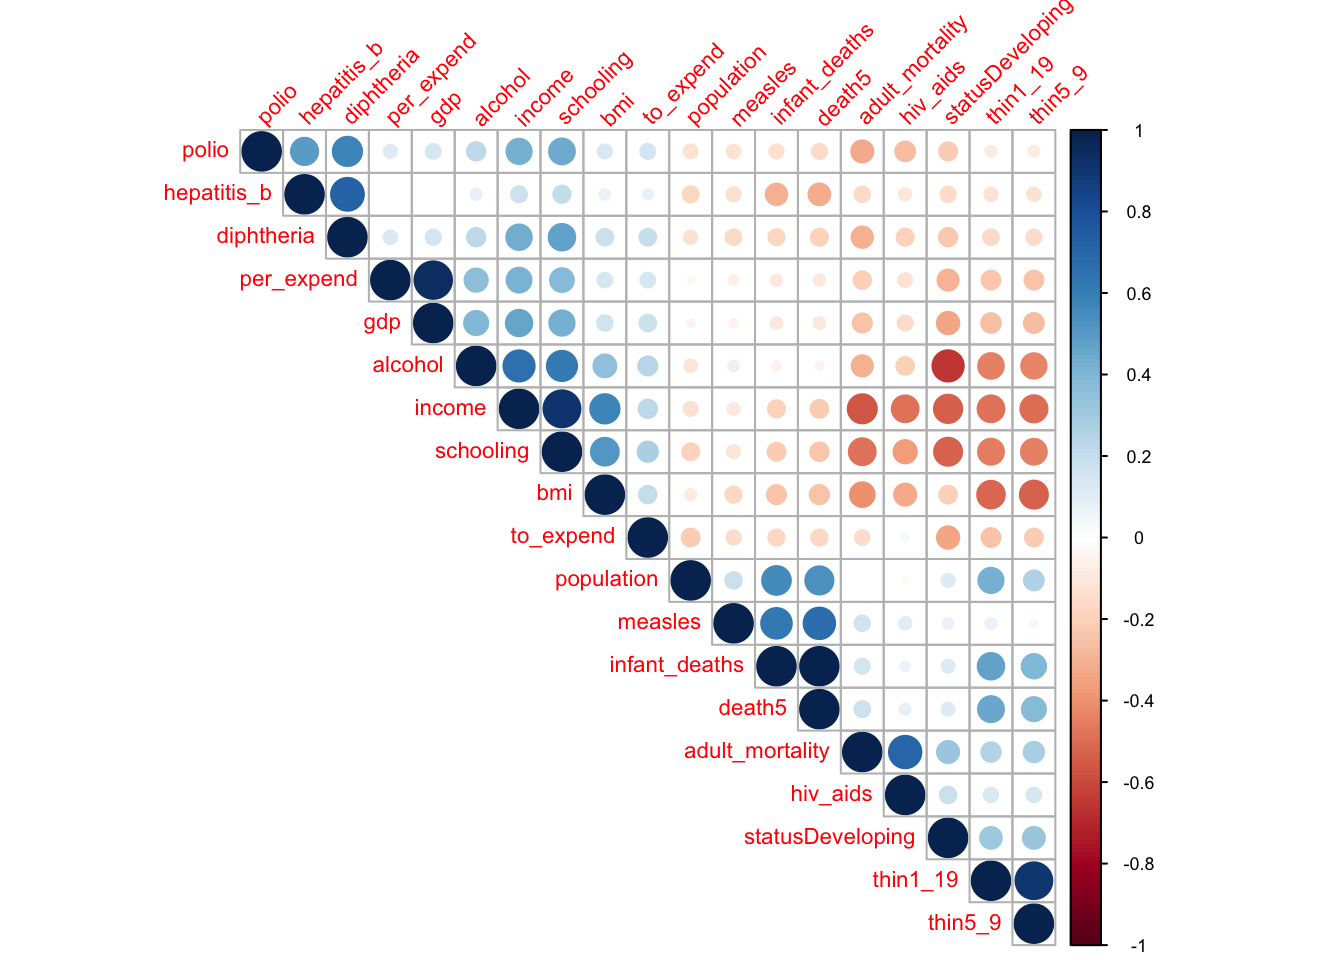 polio
hepatitis_b
diphtheria
per_expend
gdp
alcohol
income
schooling
bmi
to_expend
population
measles
infant_deaths
death5
adult_mortality
hiv_aids
statusDeveloping
thin1_19
thin5_9
polio
hepatitis_b
diphtheria
per_expend
gdp
alcohol
income
schooling
bmi
to_expend
population
measles
infant_deaths
death5
adult_mortality
hiv_aids
statusDeveloping
thin1_19
thin5_9
1
0.8
0.6
0.4
0.2
0
-0.2
-0.4
-0.6
-0.8
-1